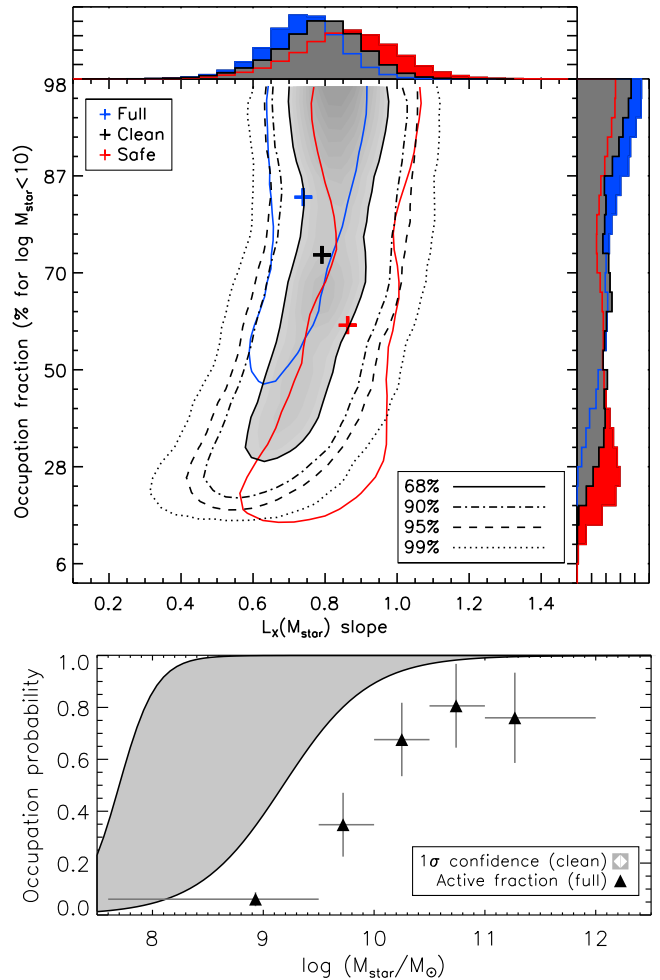 98
87
70
50
28
6
Occupation fraction (% for log Mstar<10)
Full
Clean
Safe
68%
90%
95%
99%
0.2 0.4 0.6 0.8 1.0 1.2 1.4
LX(Mstar) slope
1.0
0.8
0.6
0.4
0.2
0.0
Occupation probability
1σ confidence (clean)
Active fraction (full)
8 9 10 11 12
log (Mstar/M⊙)